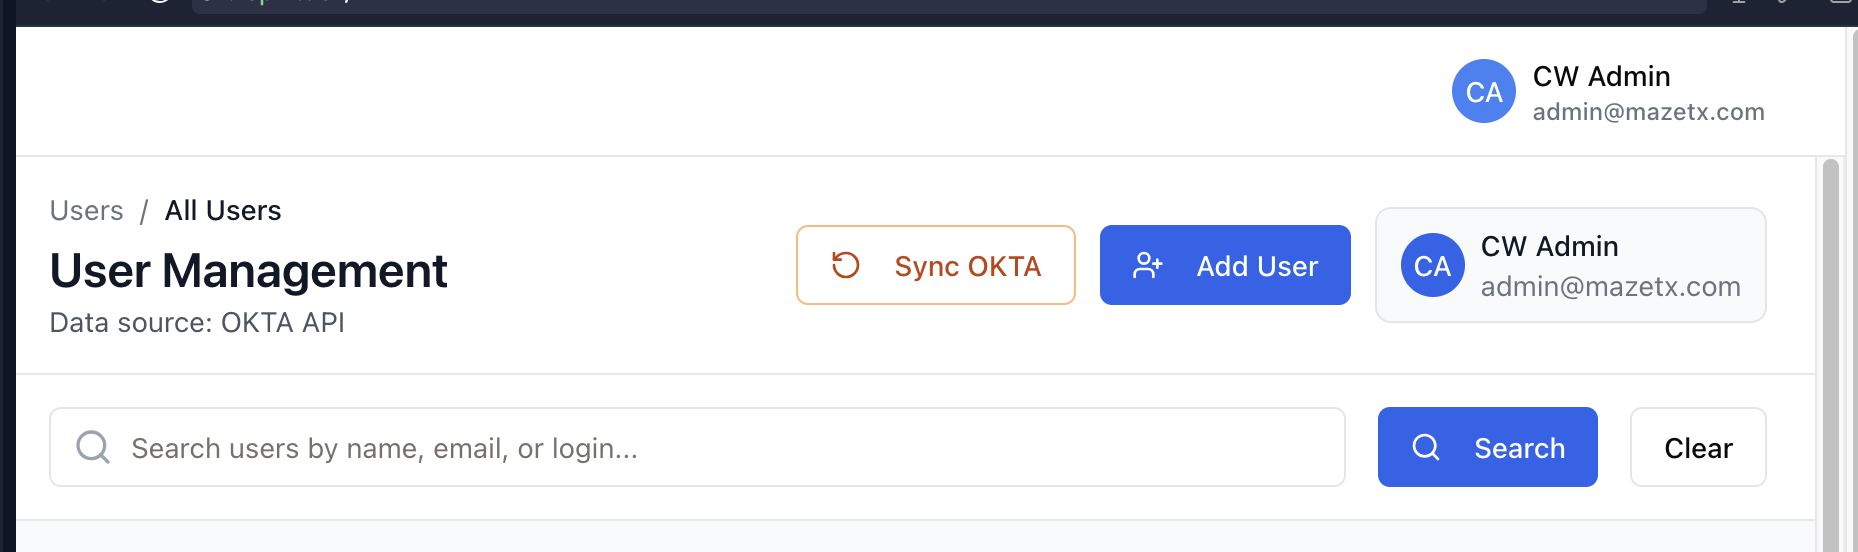 CA
CW Admin
admin@mazetx.com
Users / All Users
User Management
Data source: OKTA API
Sync OKTA
Add User
CA
CW Admin
admin@mazetx.com
Search users by name, email, or login...
Search
Clear